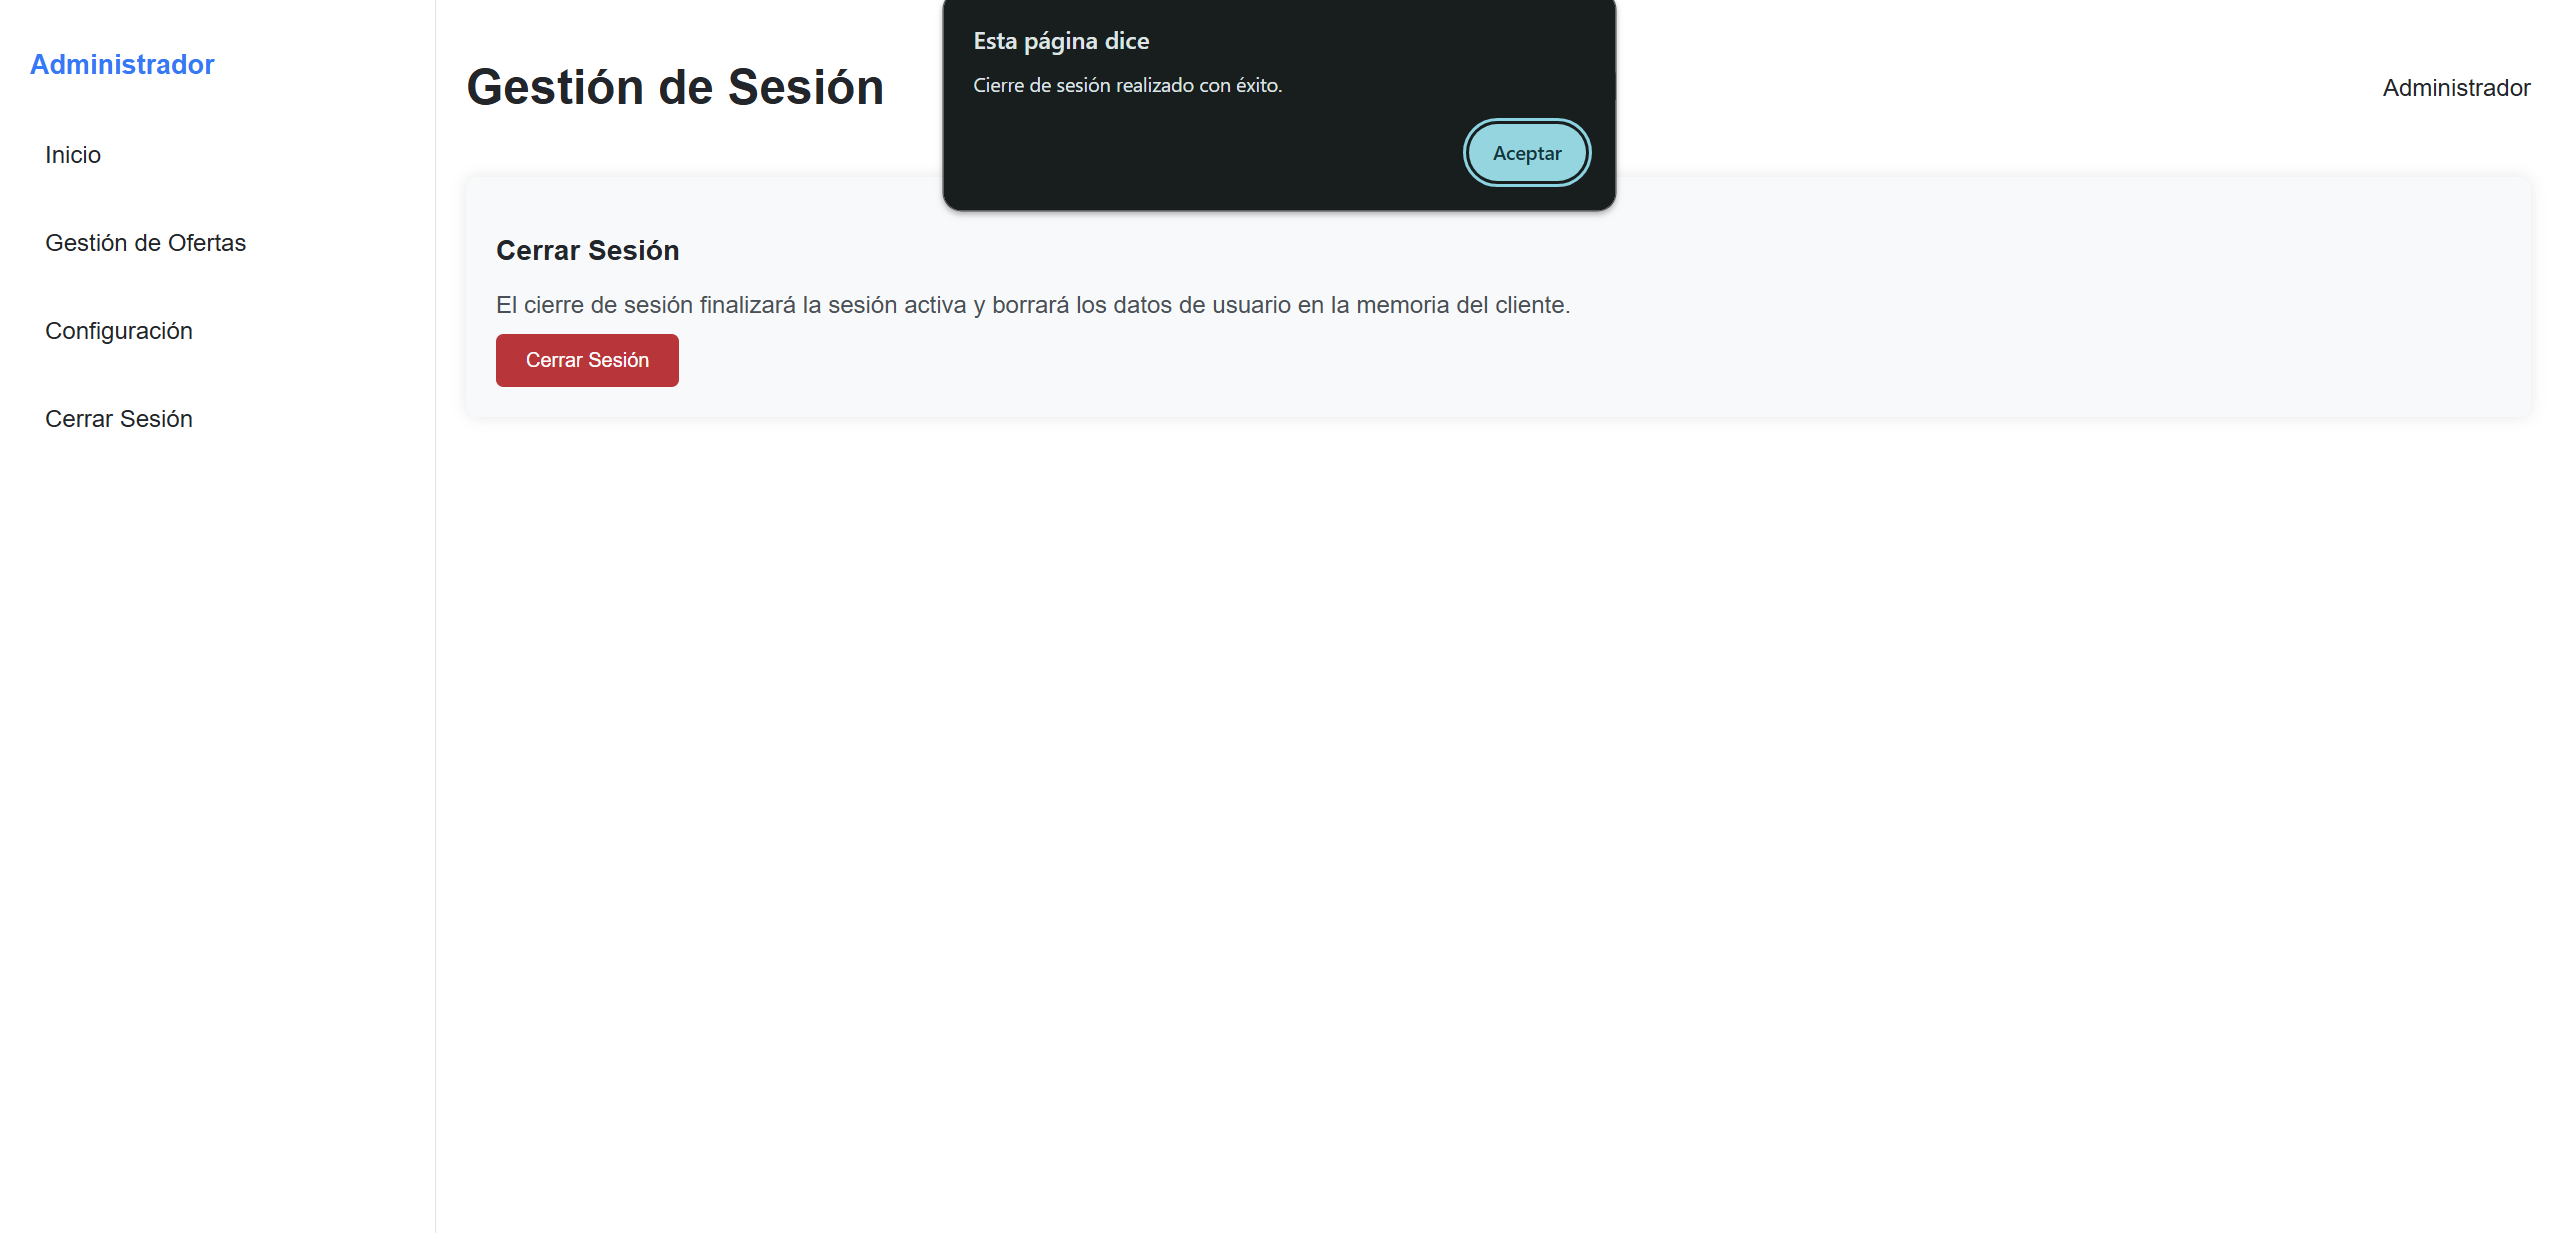 Administrador
Inicio
Gestión de Ofertas
Configuración
Cerrar Sesión
Gestión de Sesión
Administrador
Esta página dice
Cierre de sesión realizado con éxito.
Aceptar
Cerrar Sesión
El cierre de sesión finalizará la sesión activa y borrará los datos de usuario en la memoria del cliente.
Cerrar Sesión